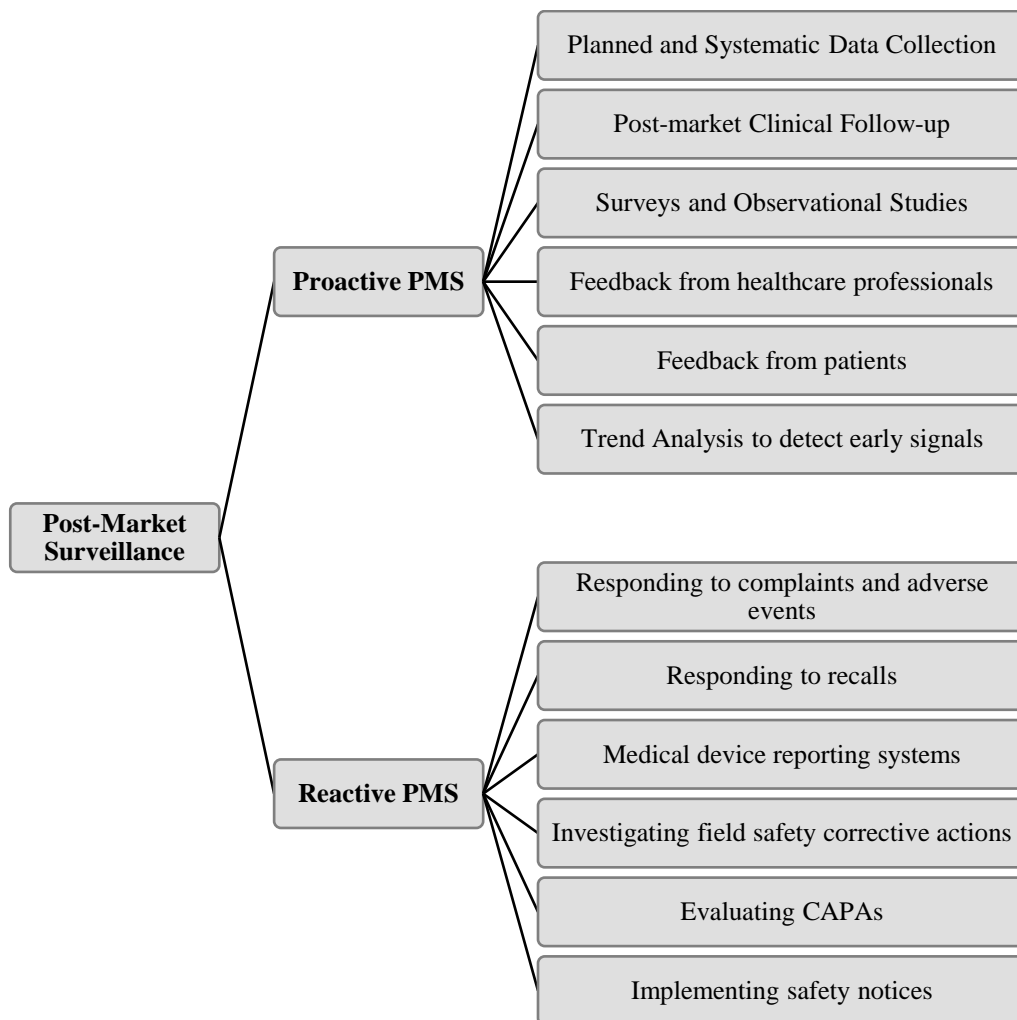 Post-Market
Surveillance
Proactive PMS
Planned and Systematic Data Collection
Post-market Clinical Follow-up
Surveys and Observational Studies
Feedback from healthcare professionals
Feedback from patients
Trend Analysis to detect early signals
Reactive PMS
Responding to complaints and adverse
events
Responding to recalls
Medical device reporting systems
Investigating field safety corrective actions
Evaluating CAPAs
Implementing safety notices